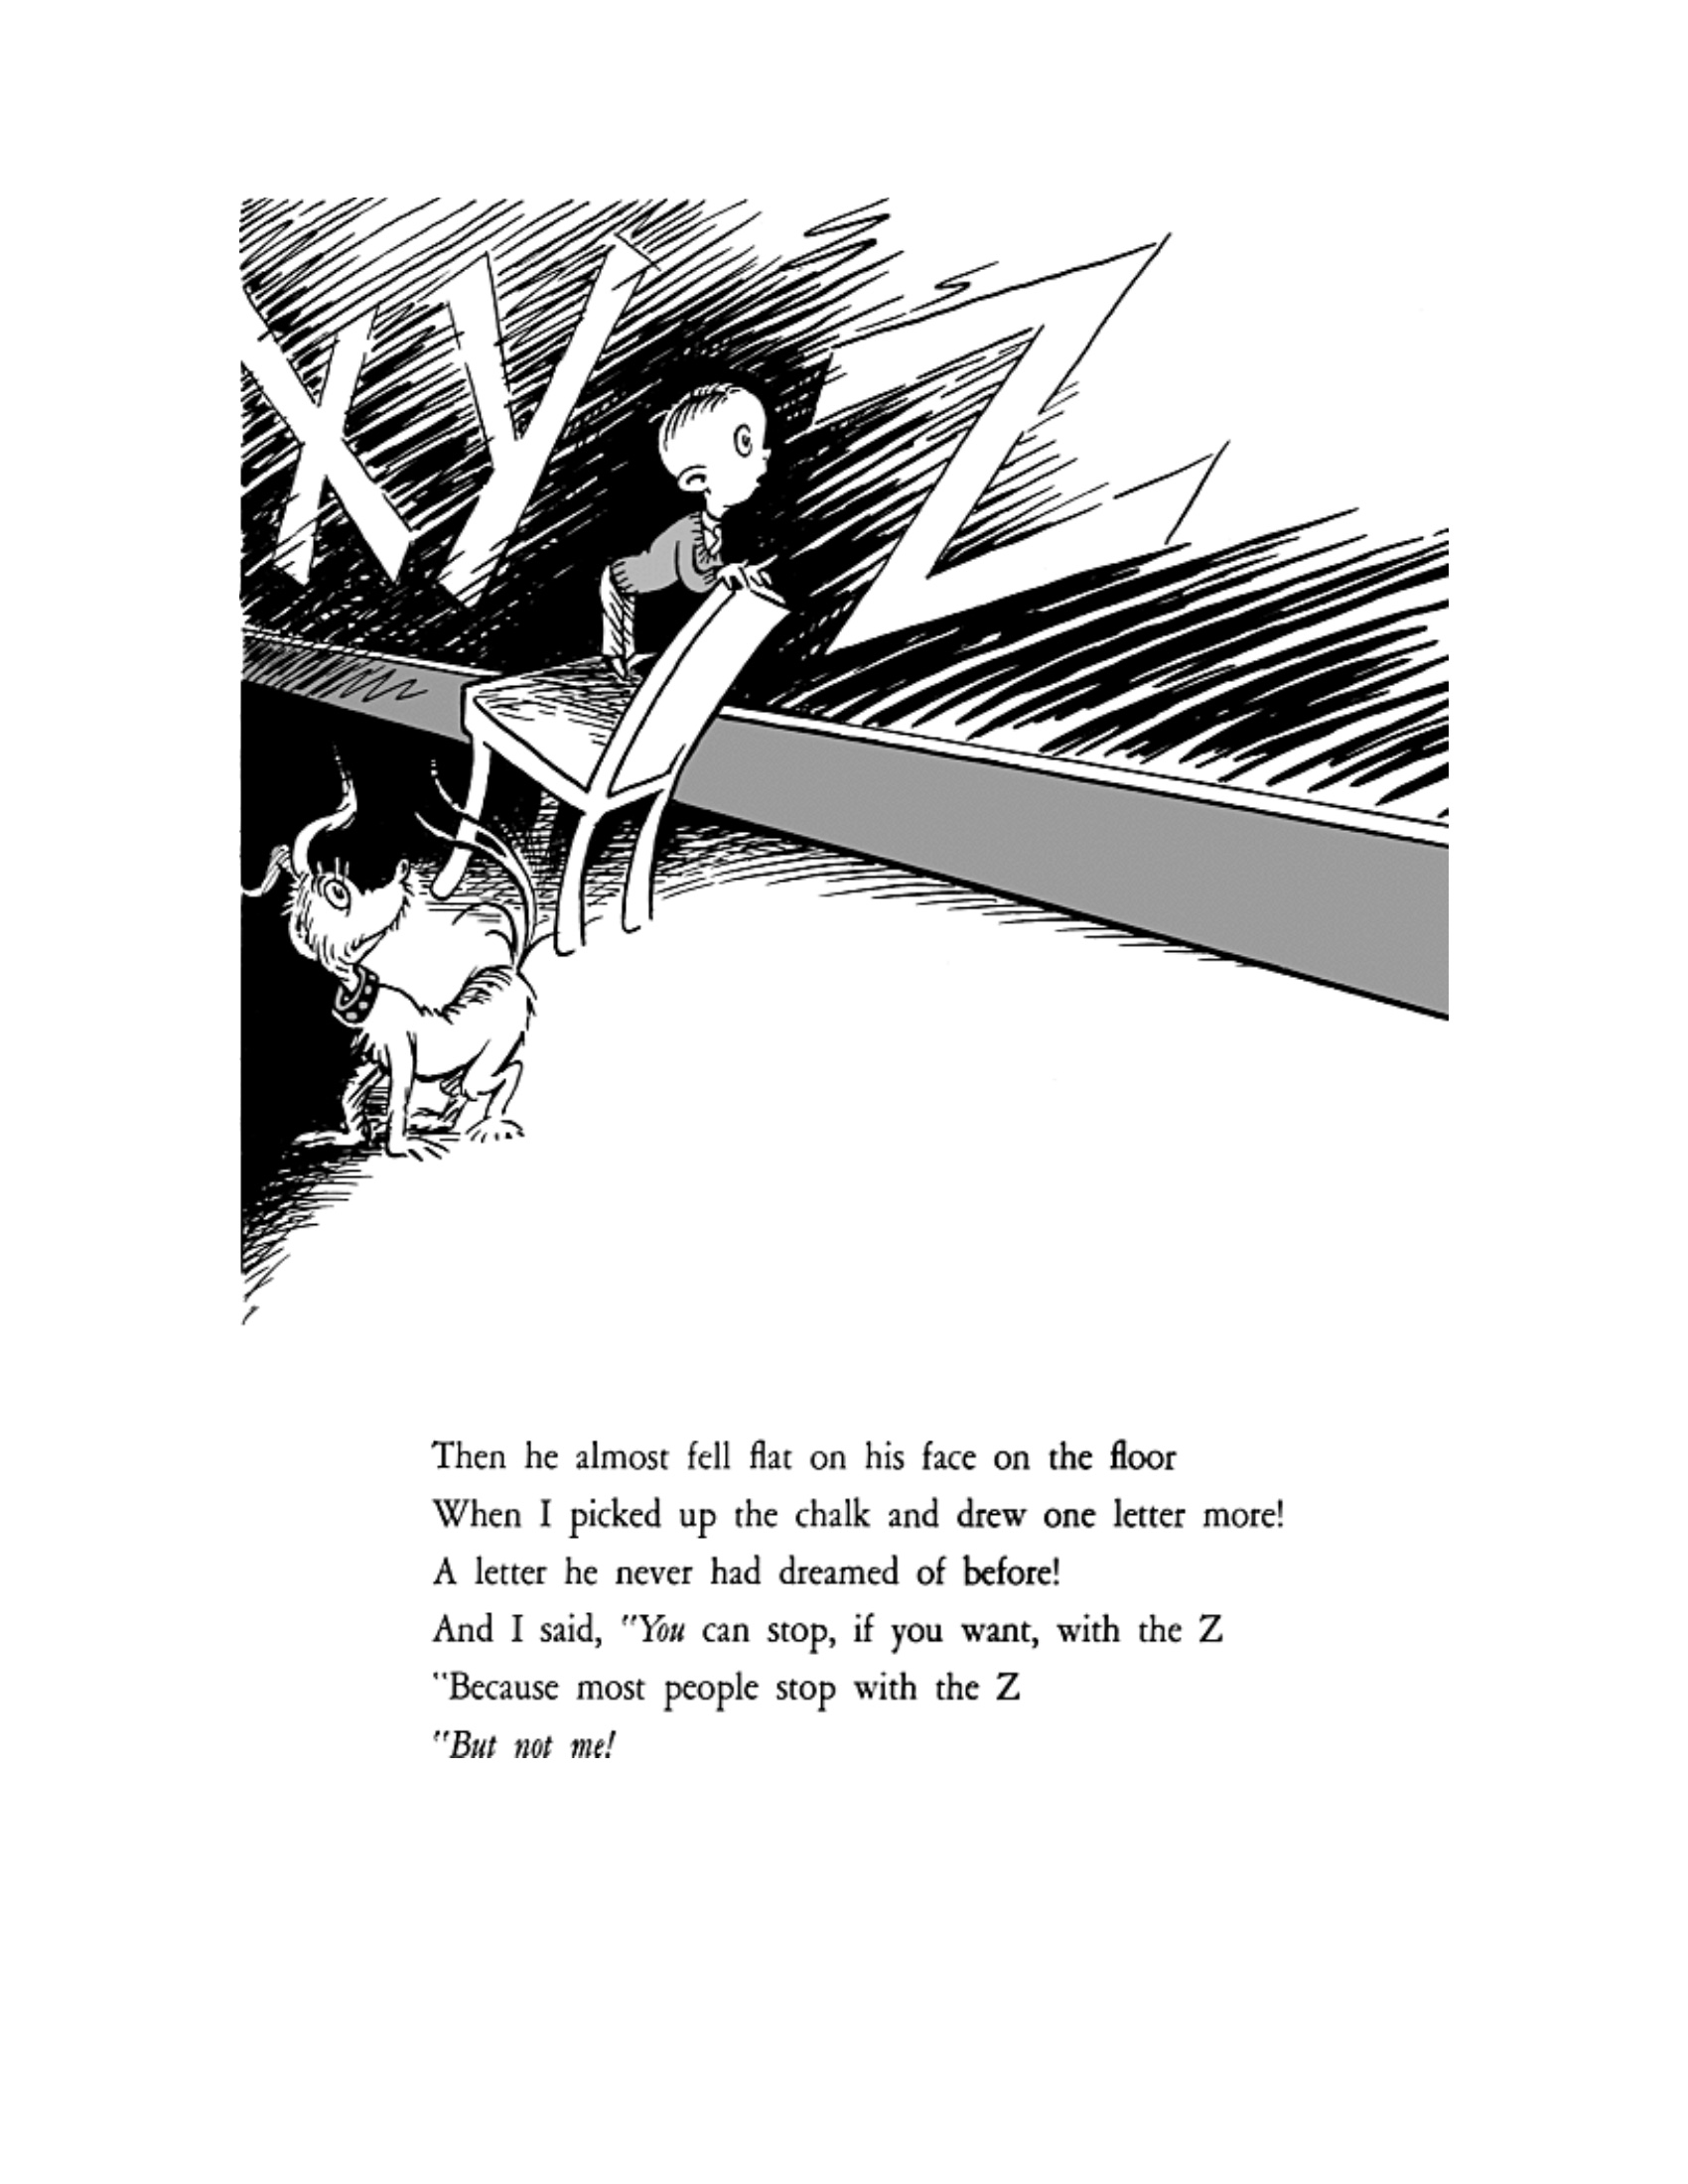 X Y Z
Then he almost fell flat on his face on the floor
When I picked up the chalk and drew one letter more!
A letter he never had dreamed of before!
And I said, "You can stop, if you want, with the Z
"Because most people stop with the Z
"But not me!